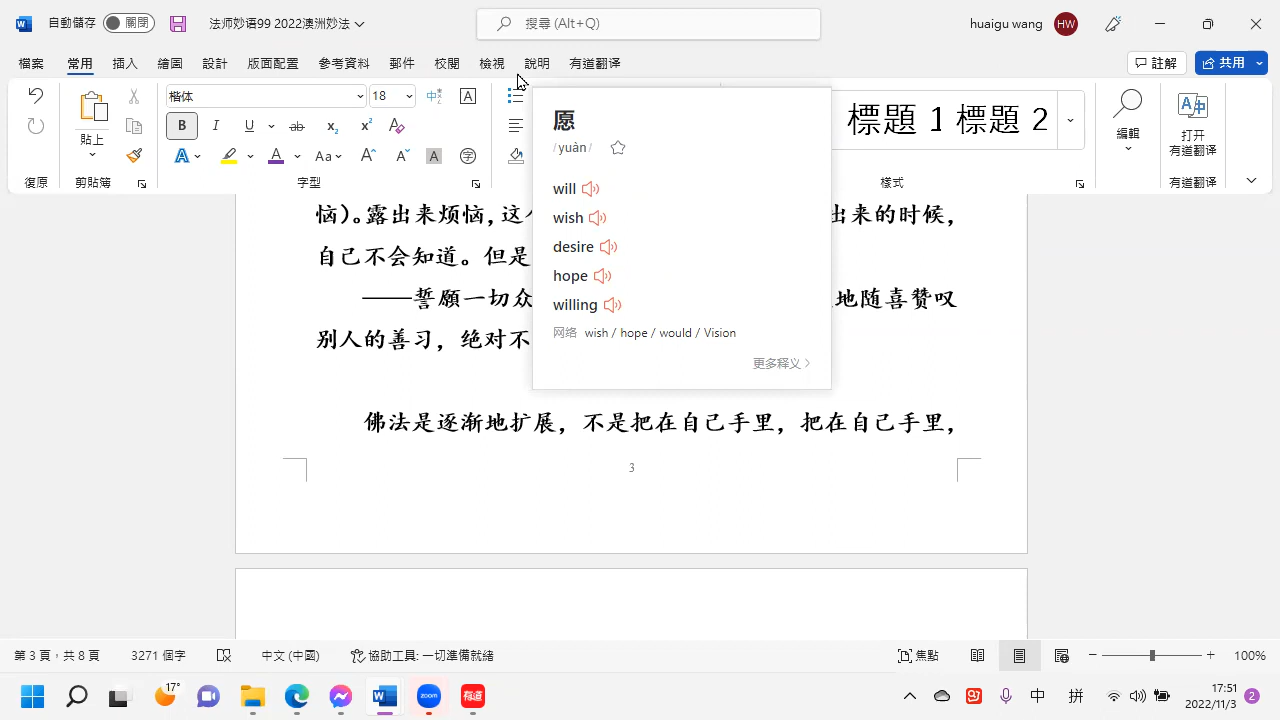 自動儲存 關閉 法师妙语99 2022澳洲妙法 搜尋 (Alt+Q) huaigu wang HW
檔案 常用 插入 繪圖 設計 版面配置 參考資料 郵件 校閱 檢視 說明 有道翻译 註解 共用
楷体 18
標題 1 標題 2
貼上
編輯
打开
有道翻译
復原 剪貼簿 字型 樣式 有道翻译
愿
/yuàn/
will
wish
desire
hope
willing
网络 wish / hope / would / Vision
更多释义
恼)。露出来烦恼,这 出来的时候,
自己不会知道。但是
——誓願一切众 地随喜赞叹
别人的善习,绝对不
佛法是逐渐地扩展,不是把在自己手里,把在自己手里,
3
第 3 頁,共 8 頁 3271 個字 中文 (中國) 協助工具: 一切準備就緒 焦點 100%
17° zoom 有道 中 拼 17:51
2022/11/3 2